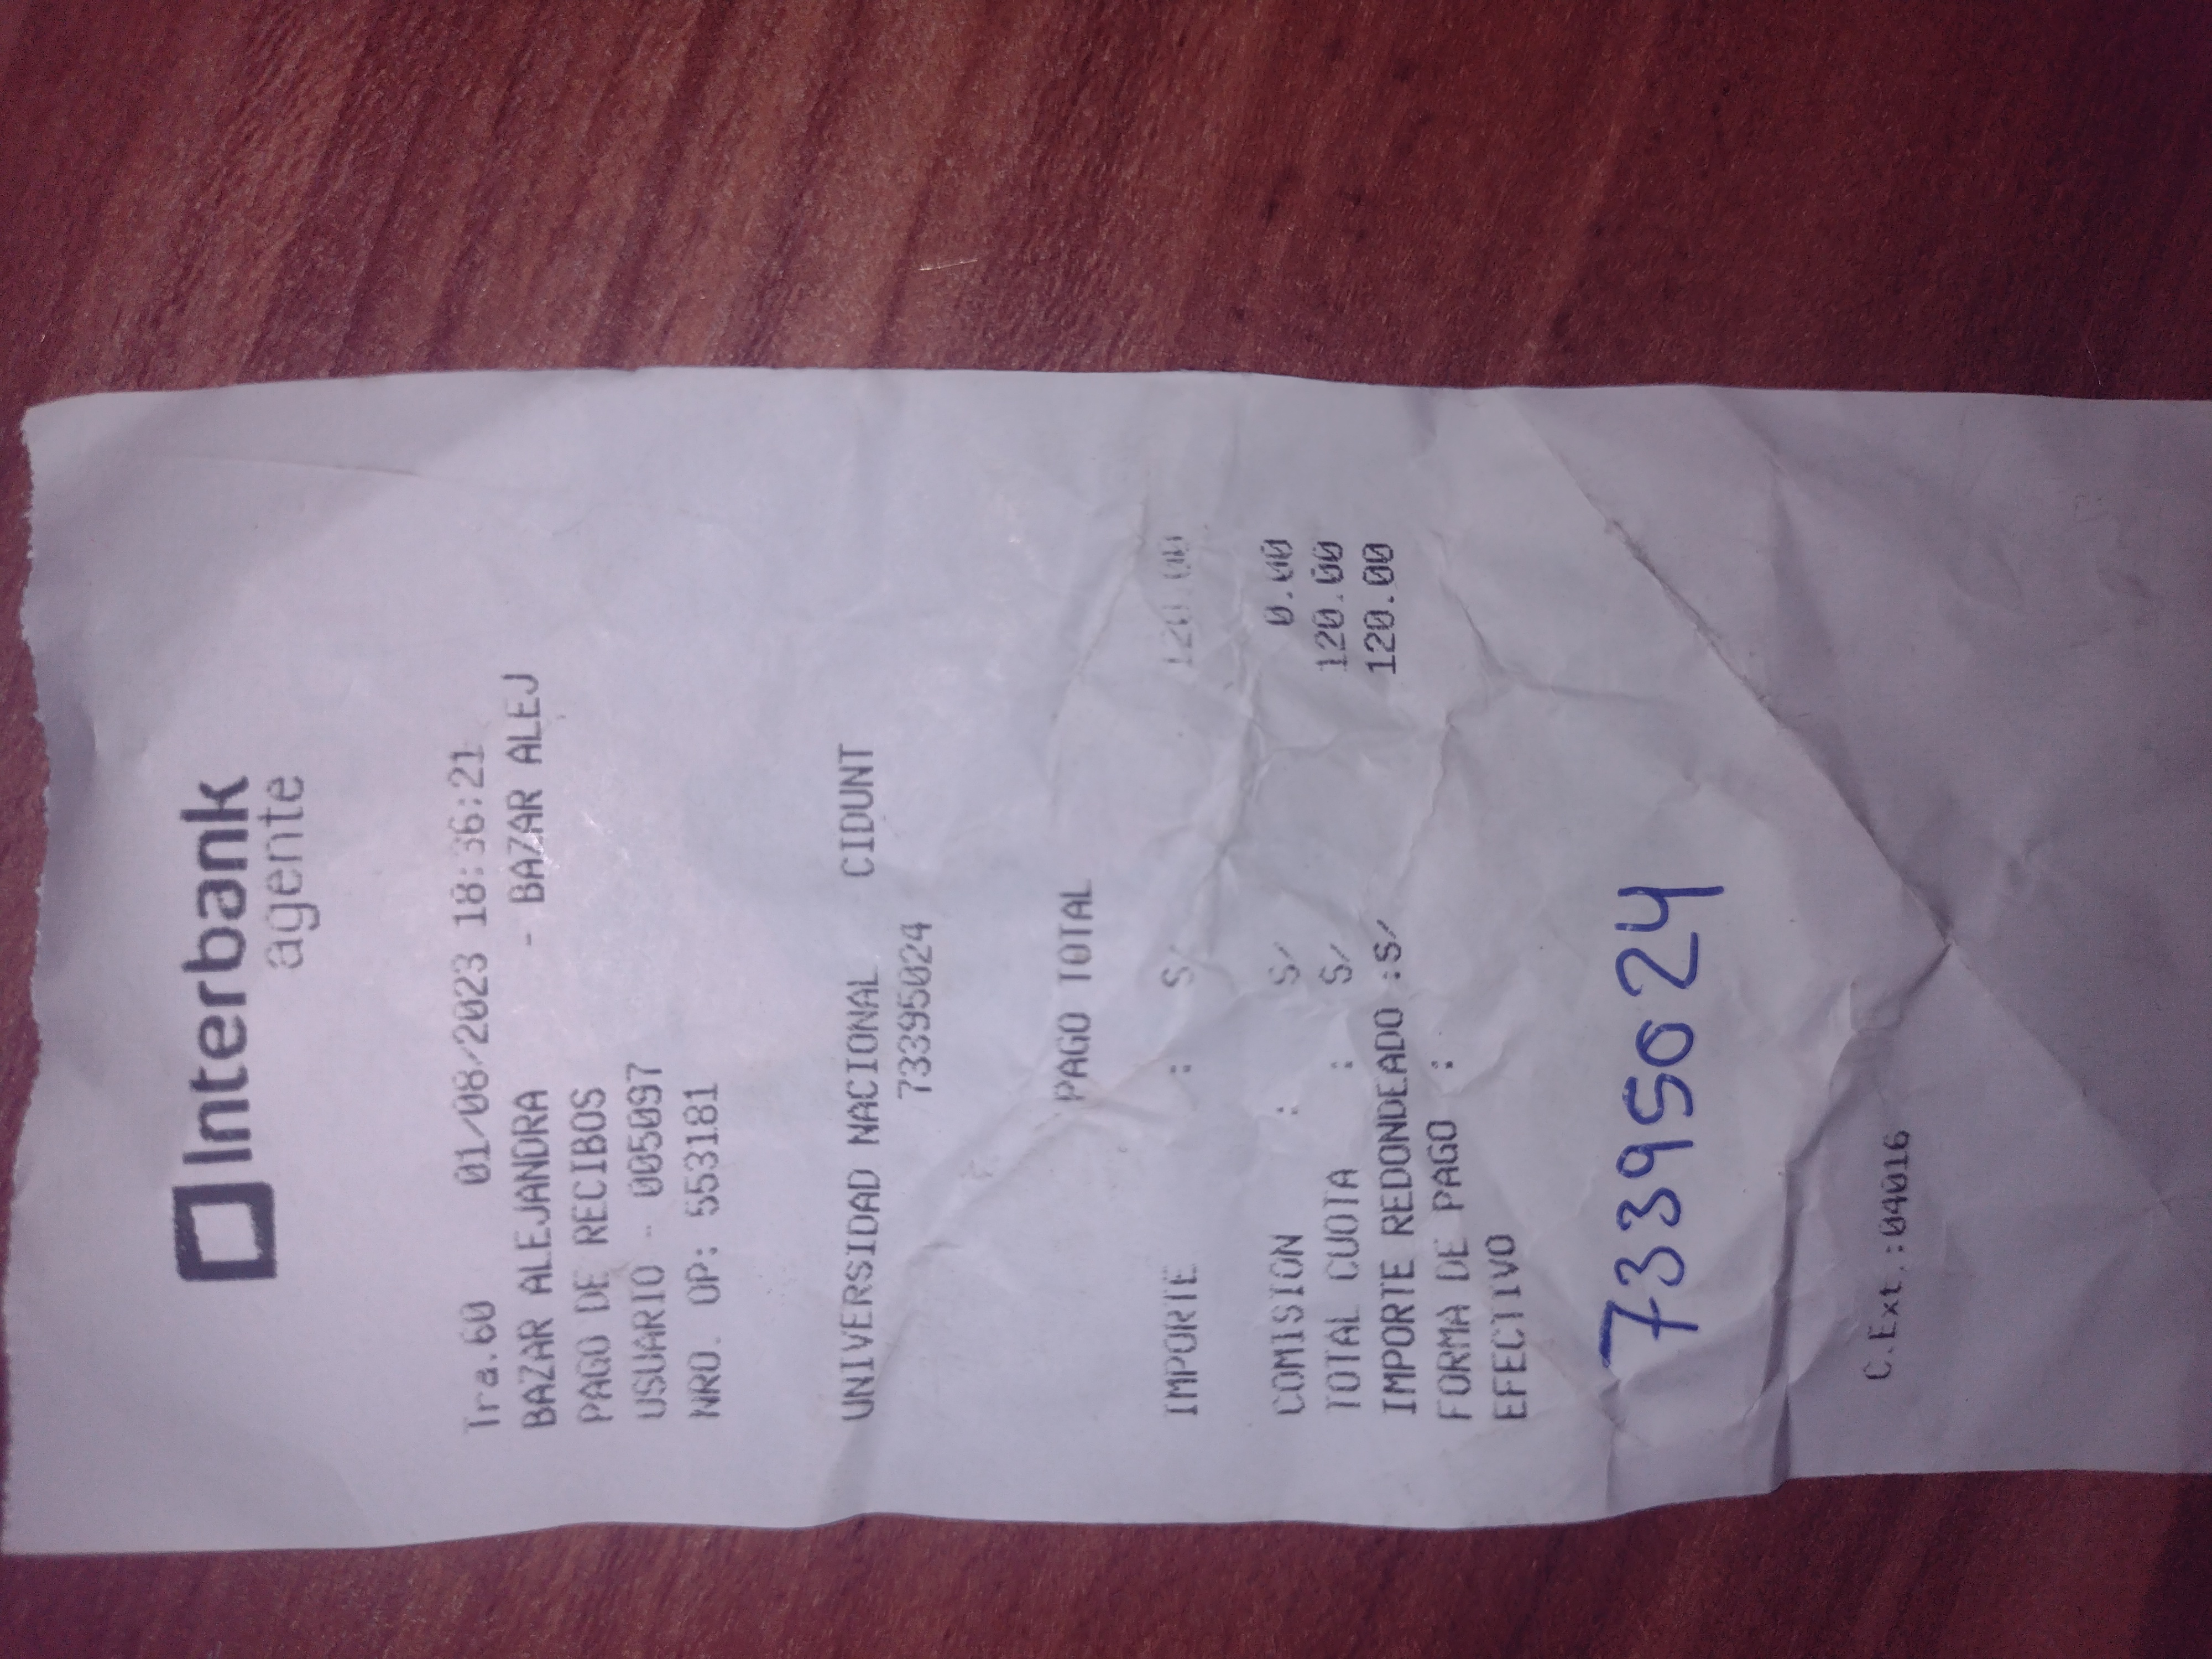 Interbank
agente
Tra.60 01/08/2023 18:36:21
BAZAR ALEJANDRA - BAZAR ALEJ
PAGO DE RECIBOS
USUARIO - 005097
NRO. OP: 553181
UNIVERSIDAD NACIONAL CIDUNT
73395024
PAGO TOTAL
IMPORTE : S/ 120.00
COMISION : S/ 0.00
TOTAL CUOTA : S/ 120.00
IMPORTE REDONDEADO :S/ 120.00
FORMA DE PAGO :
EFECTIVO
73395024
C.Ext.:04016